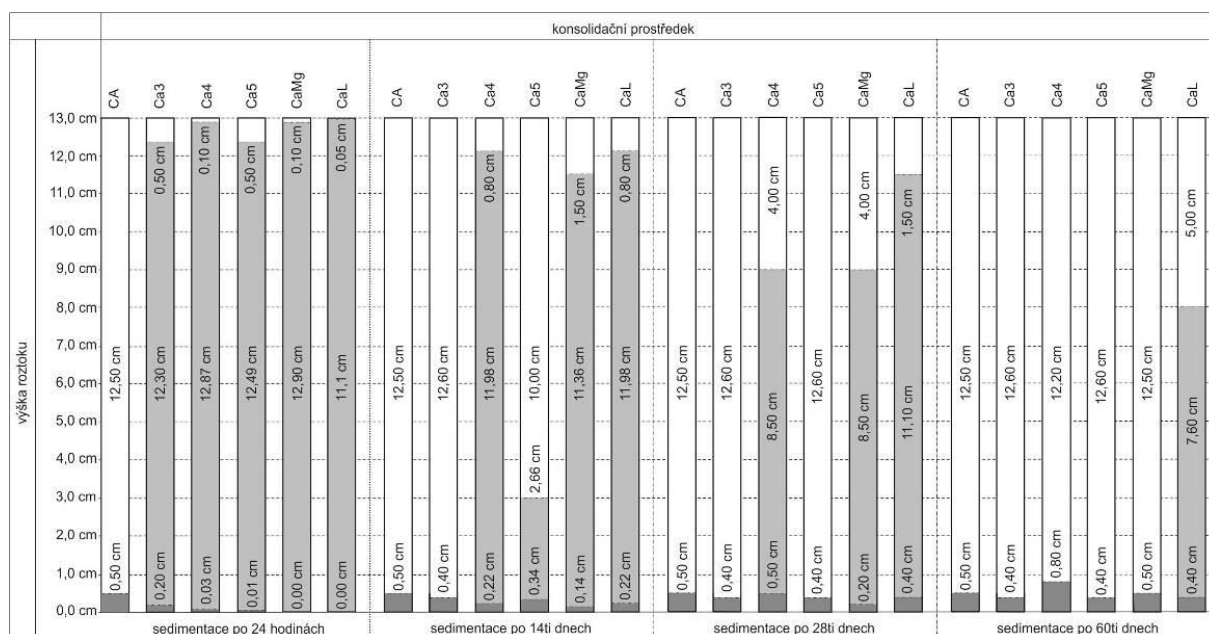 konsolidační prostředek
CA Ca3 Ca4 Ca5 CaMg CaL CA Ca3 Ca4 Ca5 CaMg CaL CA Ca3 Ca4 Ca5 CaMg CaL CA Ca3 Ca4 Ca5 CaMg CaL
výška roztoku
13,0 cm
12,0 cm
11,0 cm
10,0 cm
9,0 cm
8,0 cm
7,0 cm
6,0 cm
5,0 cm
4,0 cm
3,0 cm
2,0 cm
1,0 cm
0,0 cm
0,50 cm 0,10 cm 0,50 cm 0,10 cm 0,05 cm
12,50 cm 12,30 cm 12,87 cm 12,49 cm 12,90 cm 11,1 cm
0,50 cm 0,20 cm 0,03 cm 0,01 cm 0,00 cm 0,00 cm
sedimentace po 24 hodinách
0,80 cm 1,50 cm 0,80 cm
12,50 cm 12,60 cm 11,98 cm 10,00 cm 11,36 cm 11,98 cm
2,66 cm
0,50 cm 0,40 cm 0,22 cm 0,34 cm 0,14 cm 0,22 cm
sedimentace po 14ti dnech
4,00 cm 4,00 cm 1,50 cm
12,50 cm 12,60 cm 8,50 cm 12,60 cm 8,50 cm 11,10 cm
0,50 cm 0,40 cm 0,50 cm 0,40 cm 0,20 cm 0,40 cm
sedimentace po 28ti dnech
5,00 cm
12,50 cm 12,60 cm 12,20 cm 12,60 cm 12,50 cm 7,60 cm
0,50 cm 0,40 cm 0,80 cm 0,40 cm 0,50 cm 0,40 cm
sedimentace po 60ti dnech